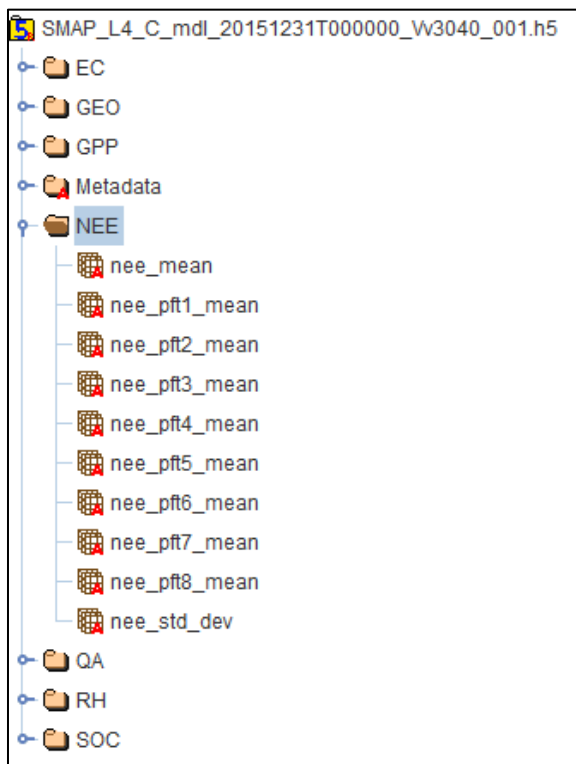 SMAP_L4_C_mdl_20151231T000000_Vv3040_001.h5
EC
GEO
GPP
Metadata
NEE
nee_mean
nee_pft1_mean
nee_pft2_mean
nee_pft3_mean
nee_pft4_mean
nee_pft5_mean
nee_pft6_mean
nee_pft7_mean
nee_pft8_mean
nee_std_dev
QA
RH
SOC